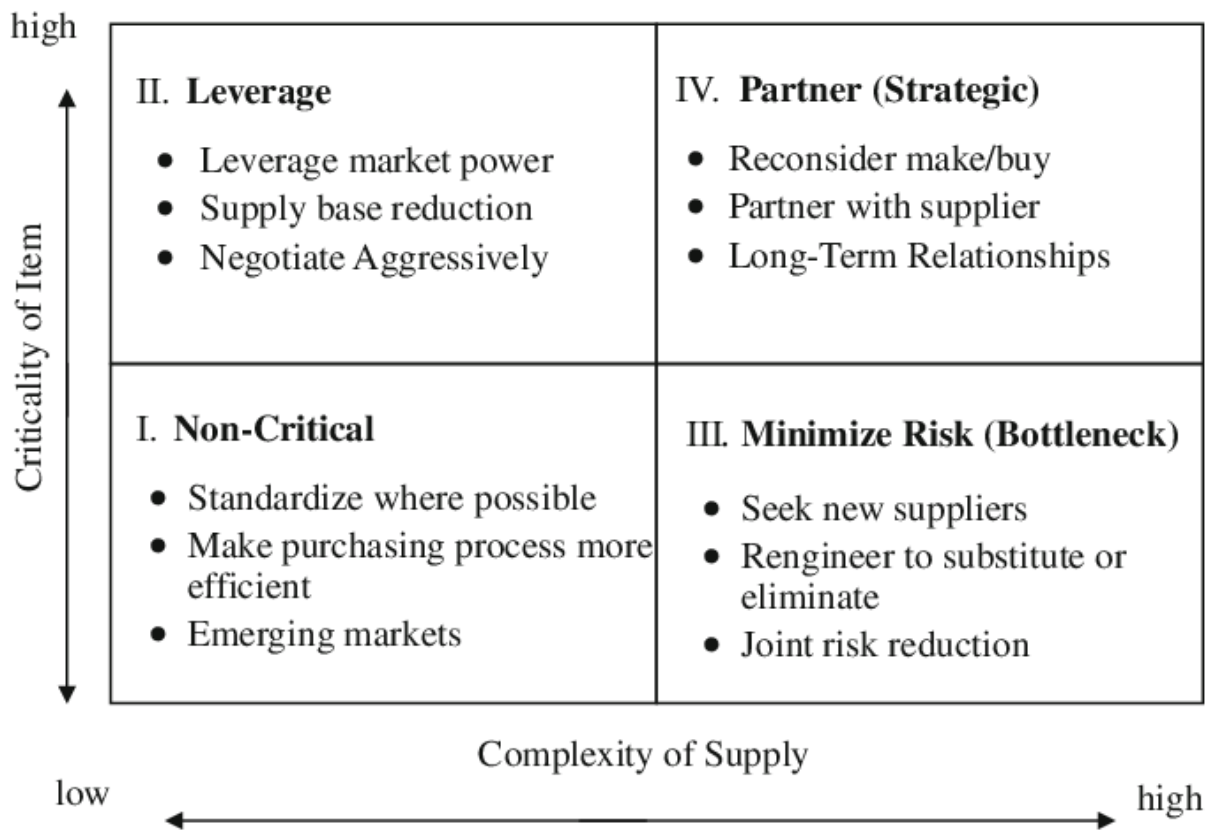 high
II. Leverage
• Leverage market power
• Supply base reduction
• Negotiate Aggressively
IV. Partner (Strategic)
• Reconsider make/buy
• Partner with supplier
• Long-Term Relationships
Criticality of Item
I. Non-Critical
• Standardize where possible
• Make purchasing process more
efficient
• Emerging markets
III. Minimize Risk (Bottleneck)
• Seek new suppliers
• Rengineer to substitute or
eliminate
• Joint risk reduction
Complexity of Supply
low
high